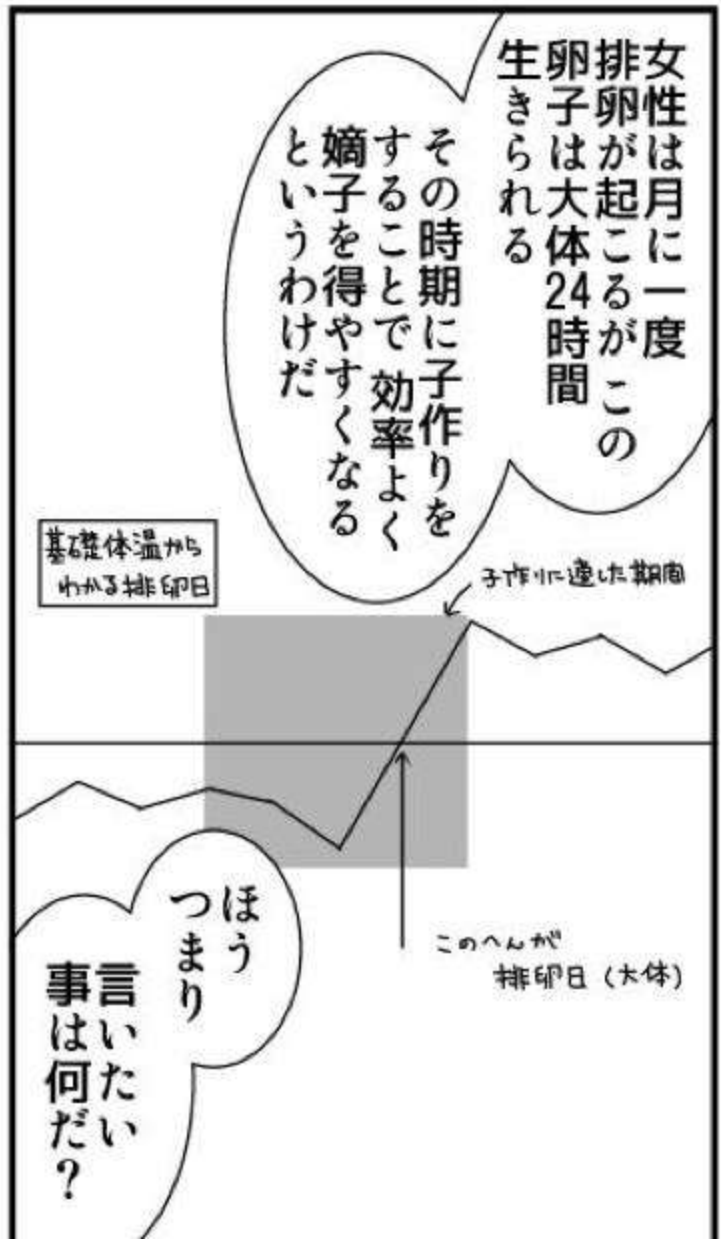 女性は月に一度
排卵が起こるが この
卵子は大体24時間
生きられる
その時期に子作りを
することで 効率よく
嫡子を得やすくなる
というわけだ
基礎体温から
わかる排卵日
子作りに適した期間
このへんが
排卵日(大体)
ほう
つまり
言いたい
事は何だ?